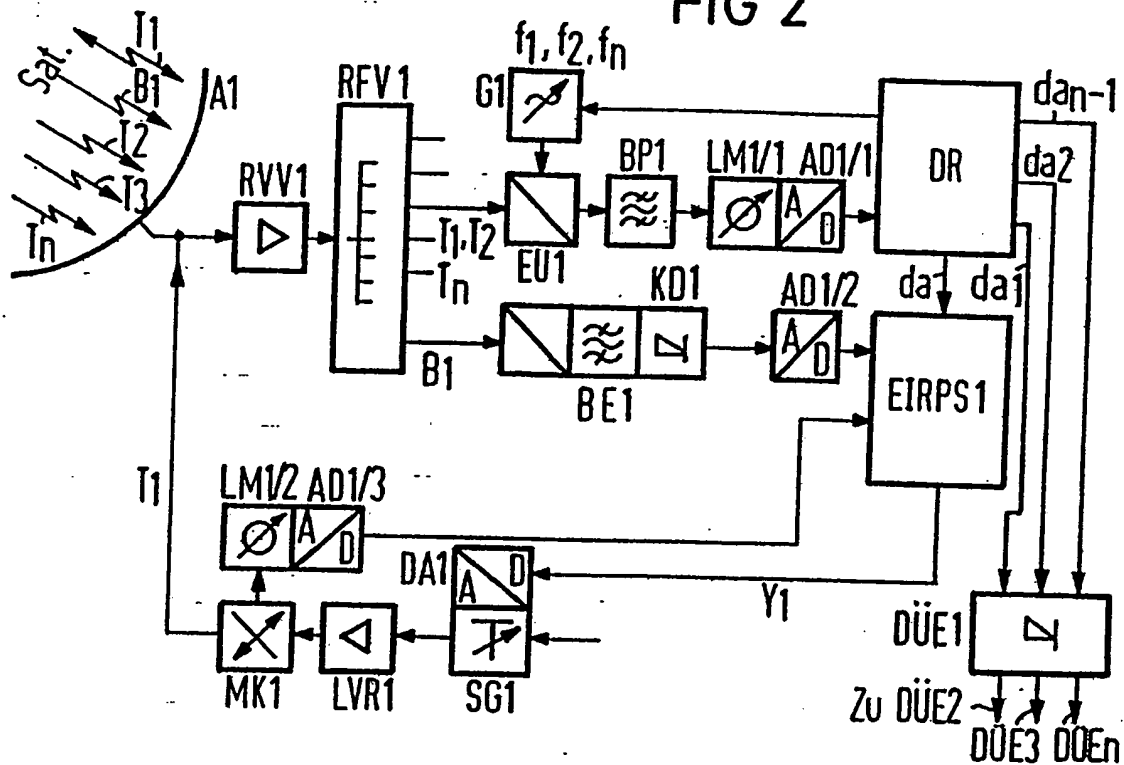 FIG 2
f1, f2, fn
T1
Sat.
B1
A1
T2
T3
Tn
RFV1
G1
RVV1
BP1
LM1/1 AD1/1
A
D
DR
dan-1
da2
EU1
T1,T2
Tn
KD1
AD1/2
A
D
da
da1
B1
BE1
EIRPS1
T1
LM1/2 AD1/3
A
D
DA1
D
A
Y1
DÜE1
MK1
LVR1
SG1
Zu DÜE2
DÜE3
DÜEn